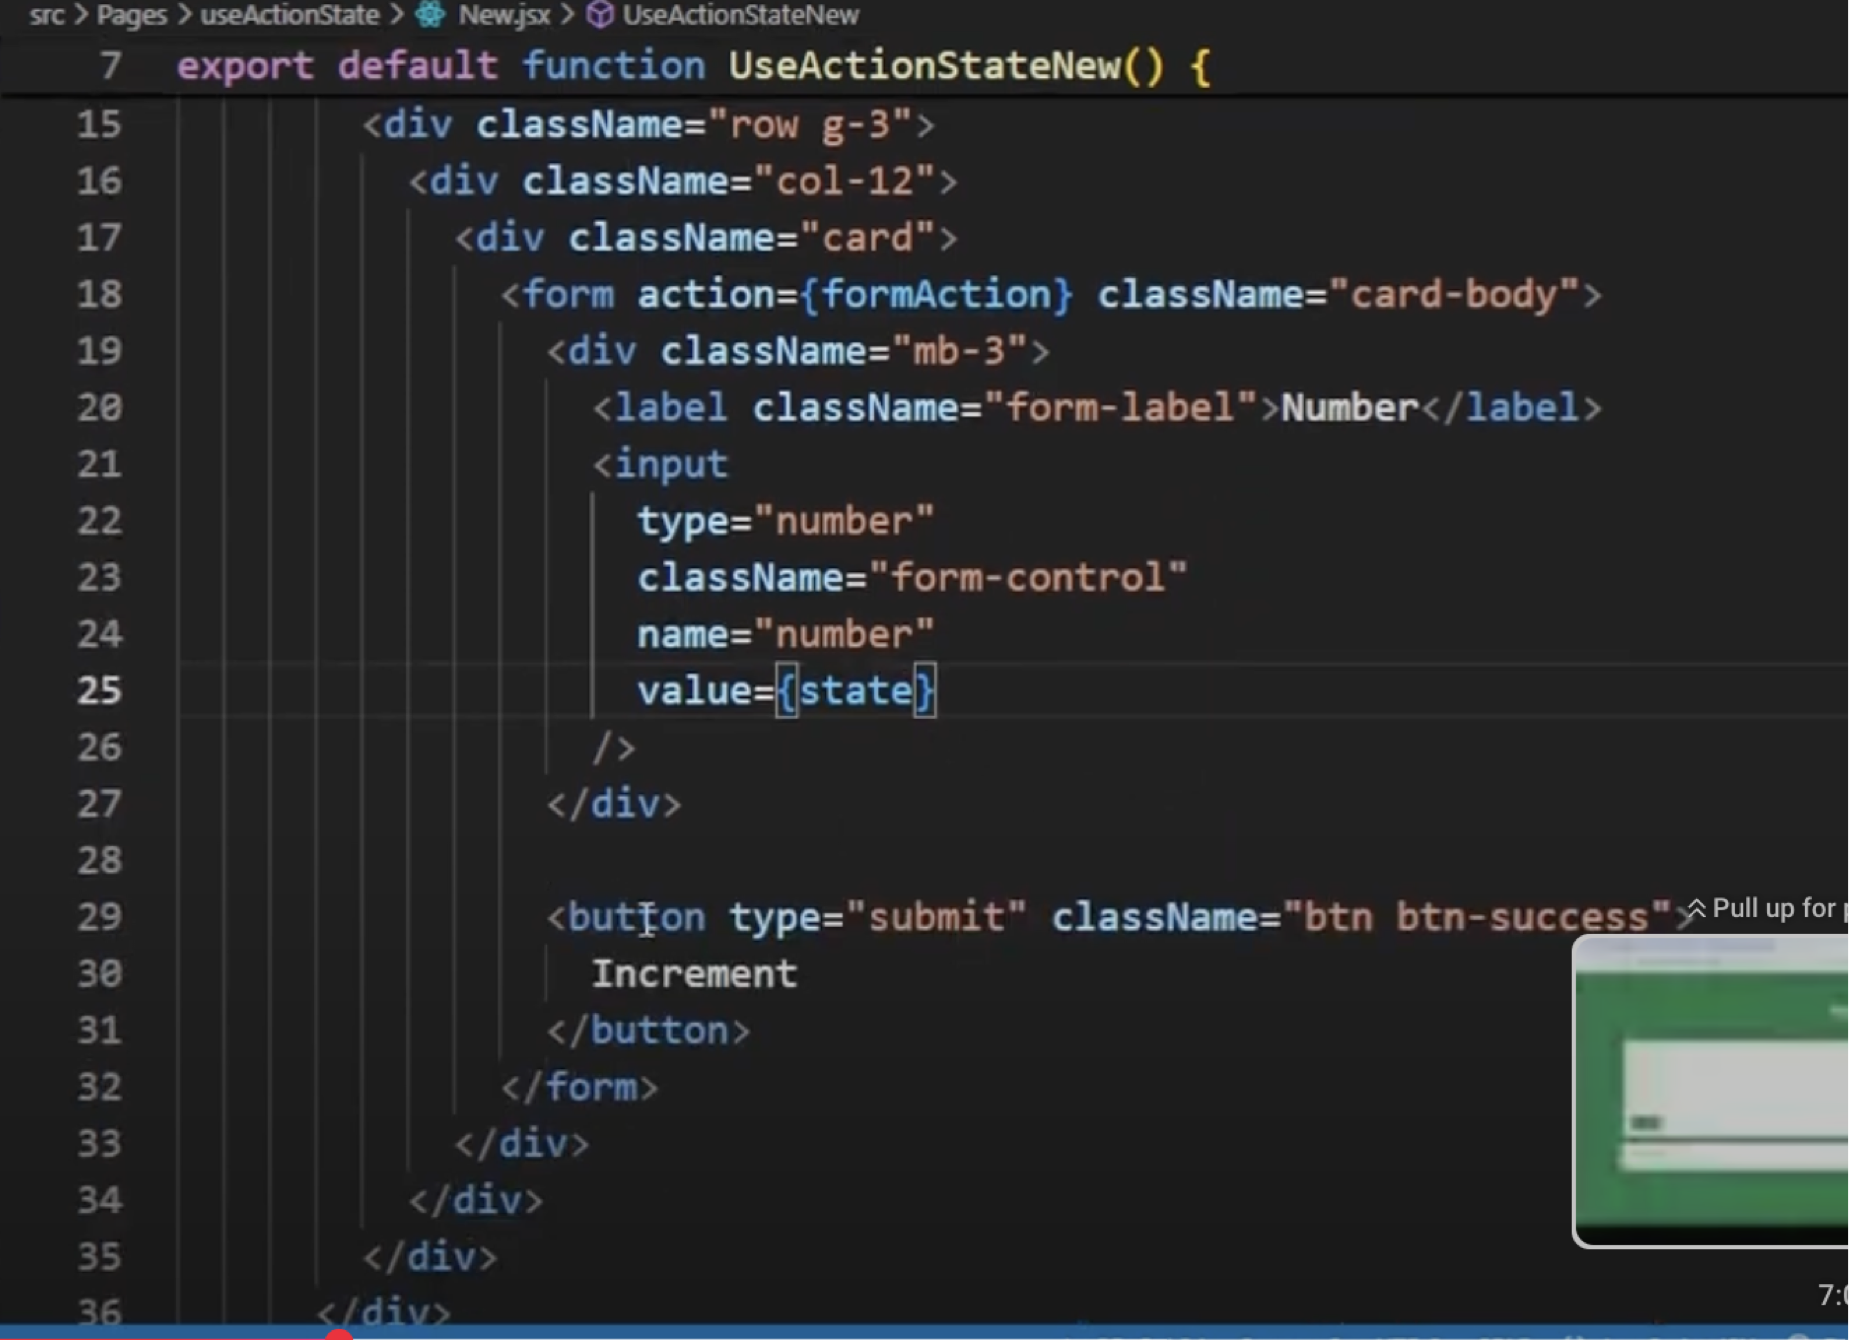 src > Pages > useActionState > New.jsx > UseActionStateNew
7 export default function UseActionStateNew() {
15 <div className="row g-3">
16 <div className="col-12">
17 <div className="card">
18 <form action={formAction} className="card-body">
19 <div className="mb-3">
20 <label className="form-label">Number</label>
21 <input
22 type="number"
23 className="form-control"
24 name="number"
25 value={state}
26 />
27 </div>
28
29 <button type="submit" className="btn btn-success">
Pull up for
30 Increment
31 </button>
32 </form>
33 </div>
34 </div>
35 </div>
36 </div>